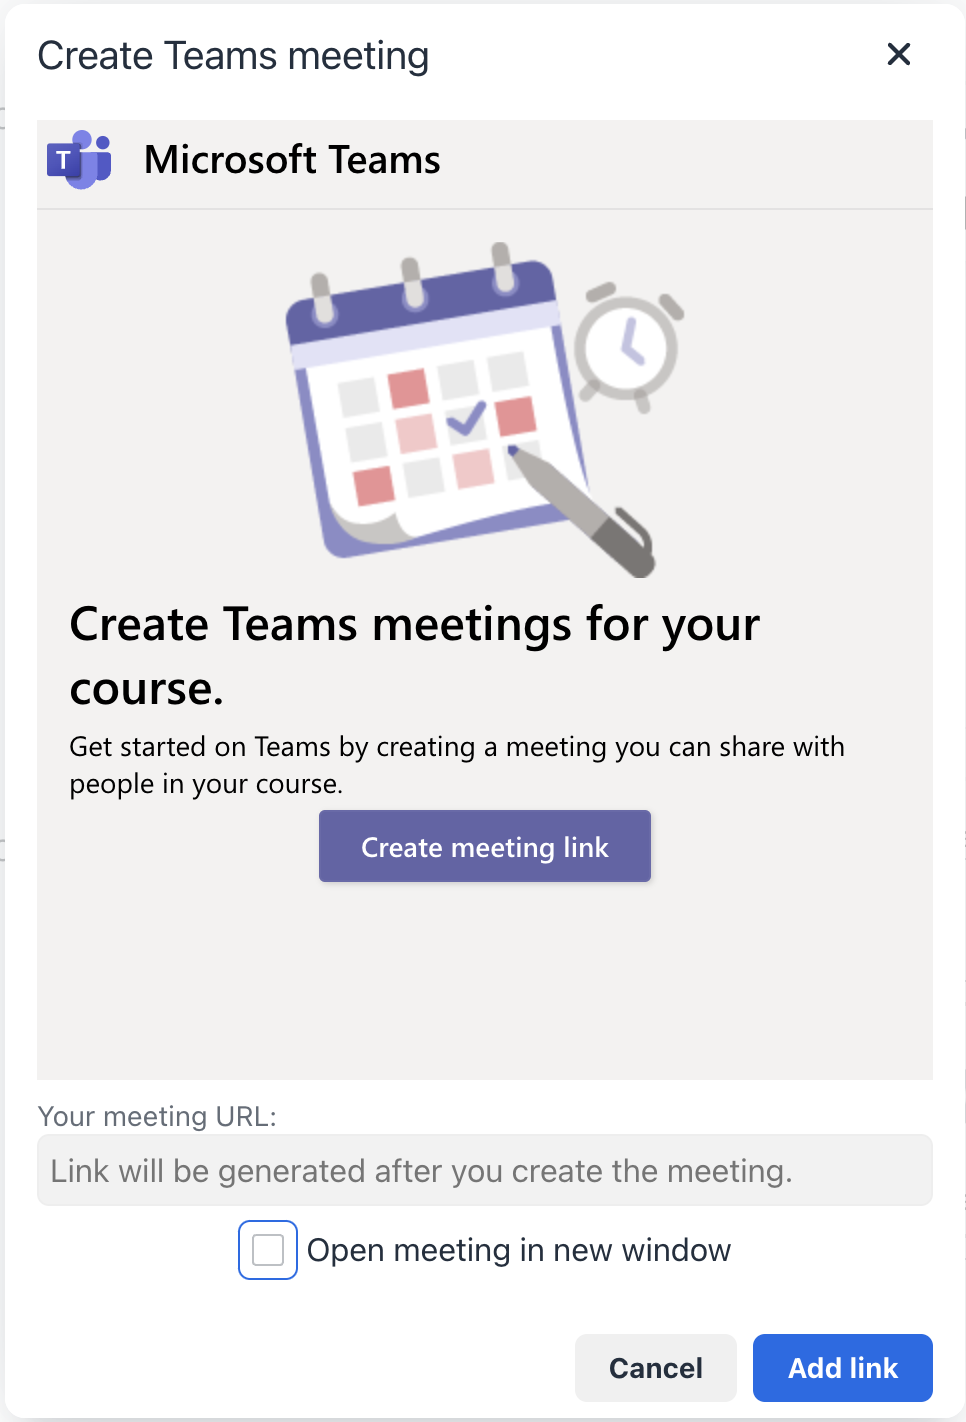 Create Teams meeting
T
Microsoft Teams
Create Teams meetings for your
course.
Get started on Teams by creating a meeting you can share with
people in your course.
Create meeting link
Your meeting URL:
Link will be generated after you create the meeting.
Open meeting in new window
Cancel
Add link